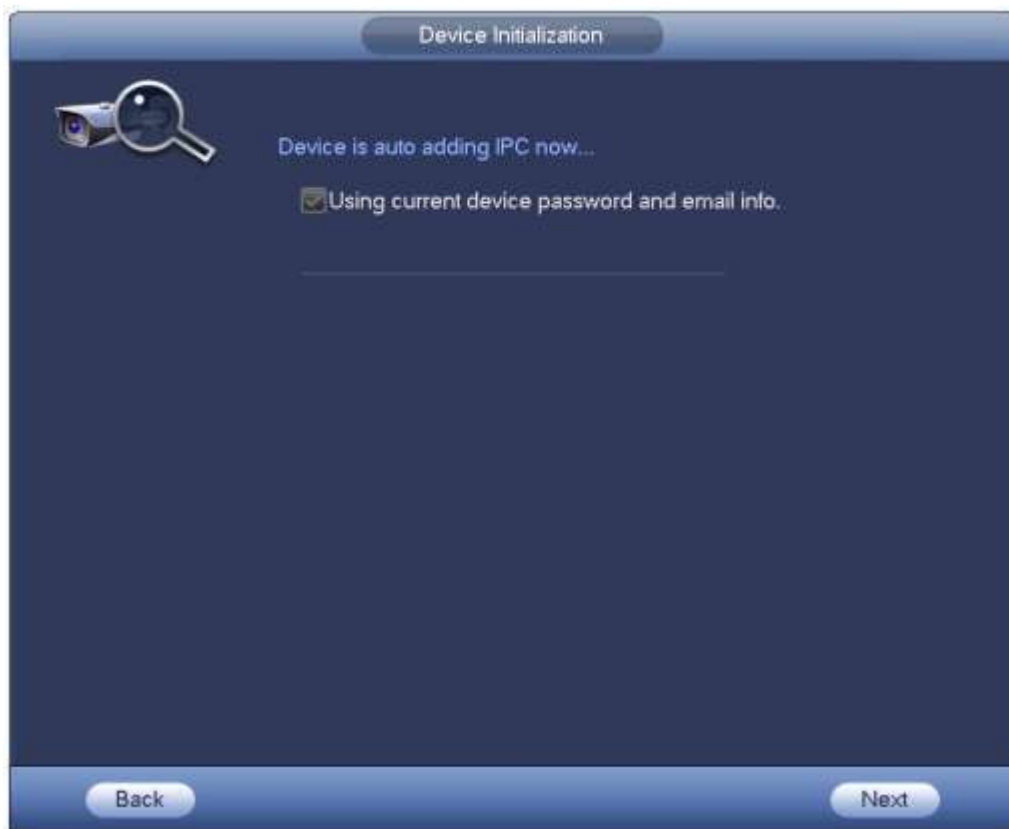 Device Initialization
Device is auto adding IPC now...
Using current device password and email info.
Back
Next